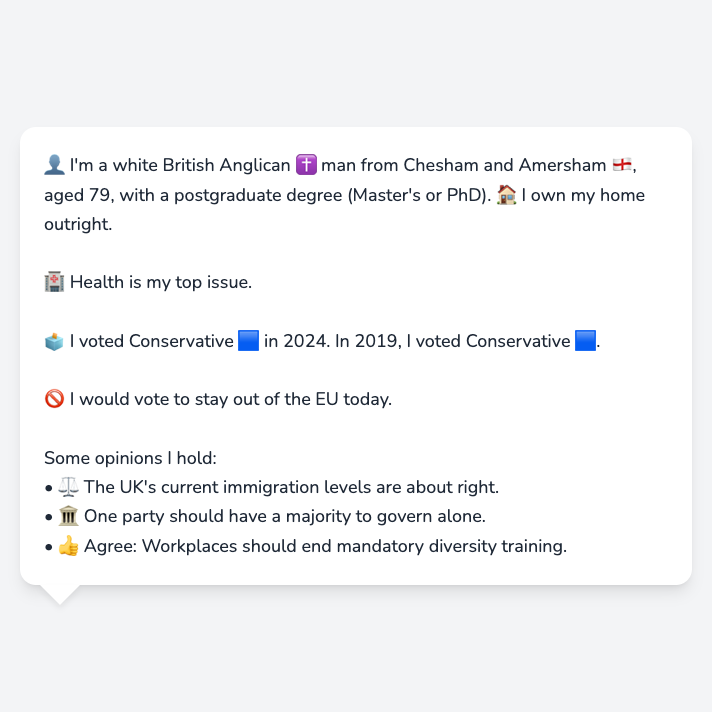 👤 I'm a white British Anglican ✝️ man from Chesham and Amersham 🏴󠁧󠁢󠁥󠁮󠁧󠁿,
aged 79, with a postgraduate degree (Master's or PhD). 🏠 I own my home
outright.
🏥 Health is my top issue.
🗳️ I voted Conservative 🟦 in 2024. In 2019, I voted Conservative 🟦.
🚫 I would vote to stay out of the EU today.
Some opinions I hold:
• ⚖️ The UK's current immigration levels are about right.
• 🏛️ One party should have a majority to govern alone.
• 👍 Agree: Workplaces should end mandatory diversity training.